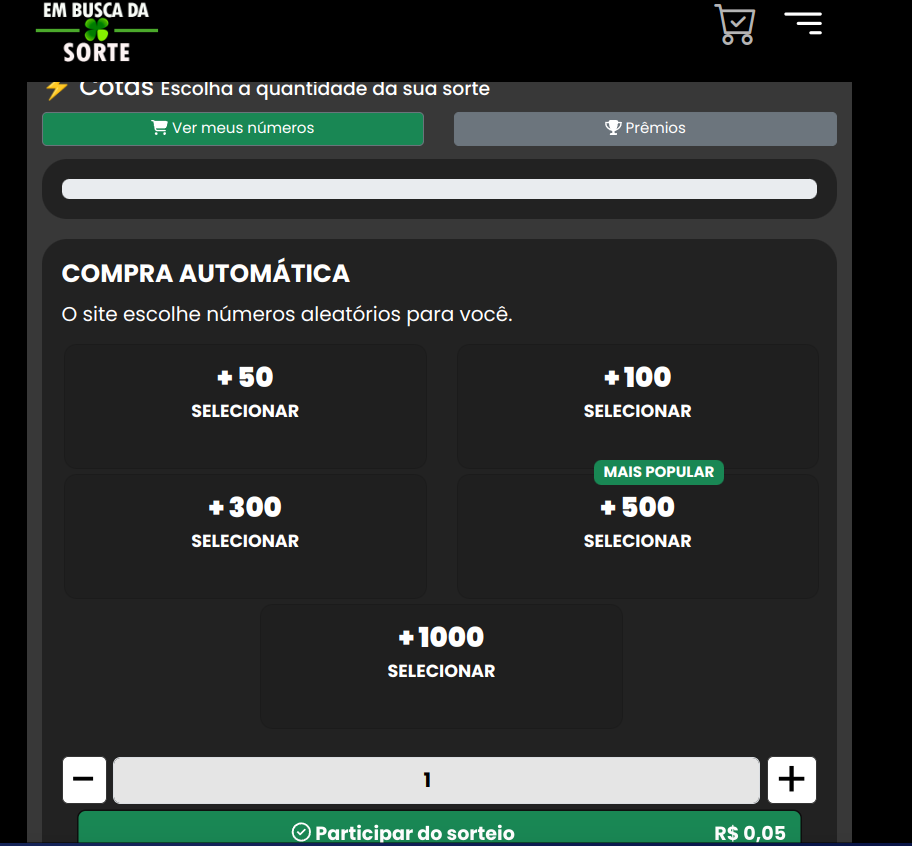 EM BUSCA DA
SORTE
Cotas Escolha a quantidade da sua sorte
Ver meus números
Prêmios
COMPRA AUTOMÁTICA
O site escolhe números aleatórios para você.
+ 50
SELECIONAR
+ 100
SELECIONAR
+ 300
SELECIONAR
MAIS POPULAR
+ 500
SELECIONAR
+ 1000
SELECIONAR
1
Participar do sorteio R$ 0,05